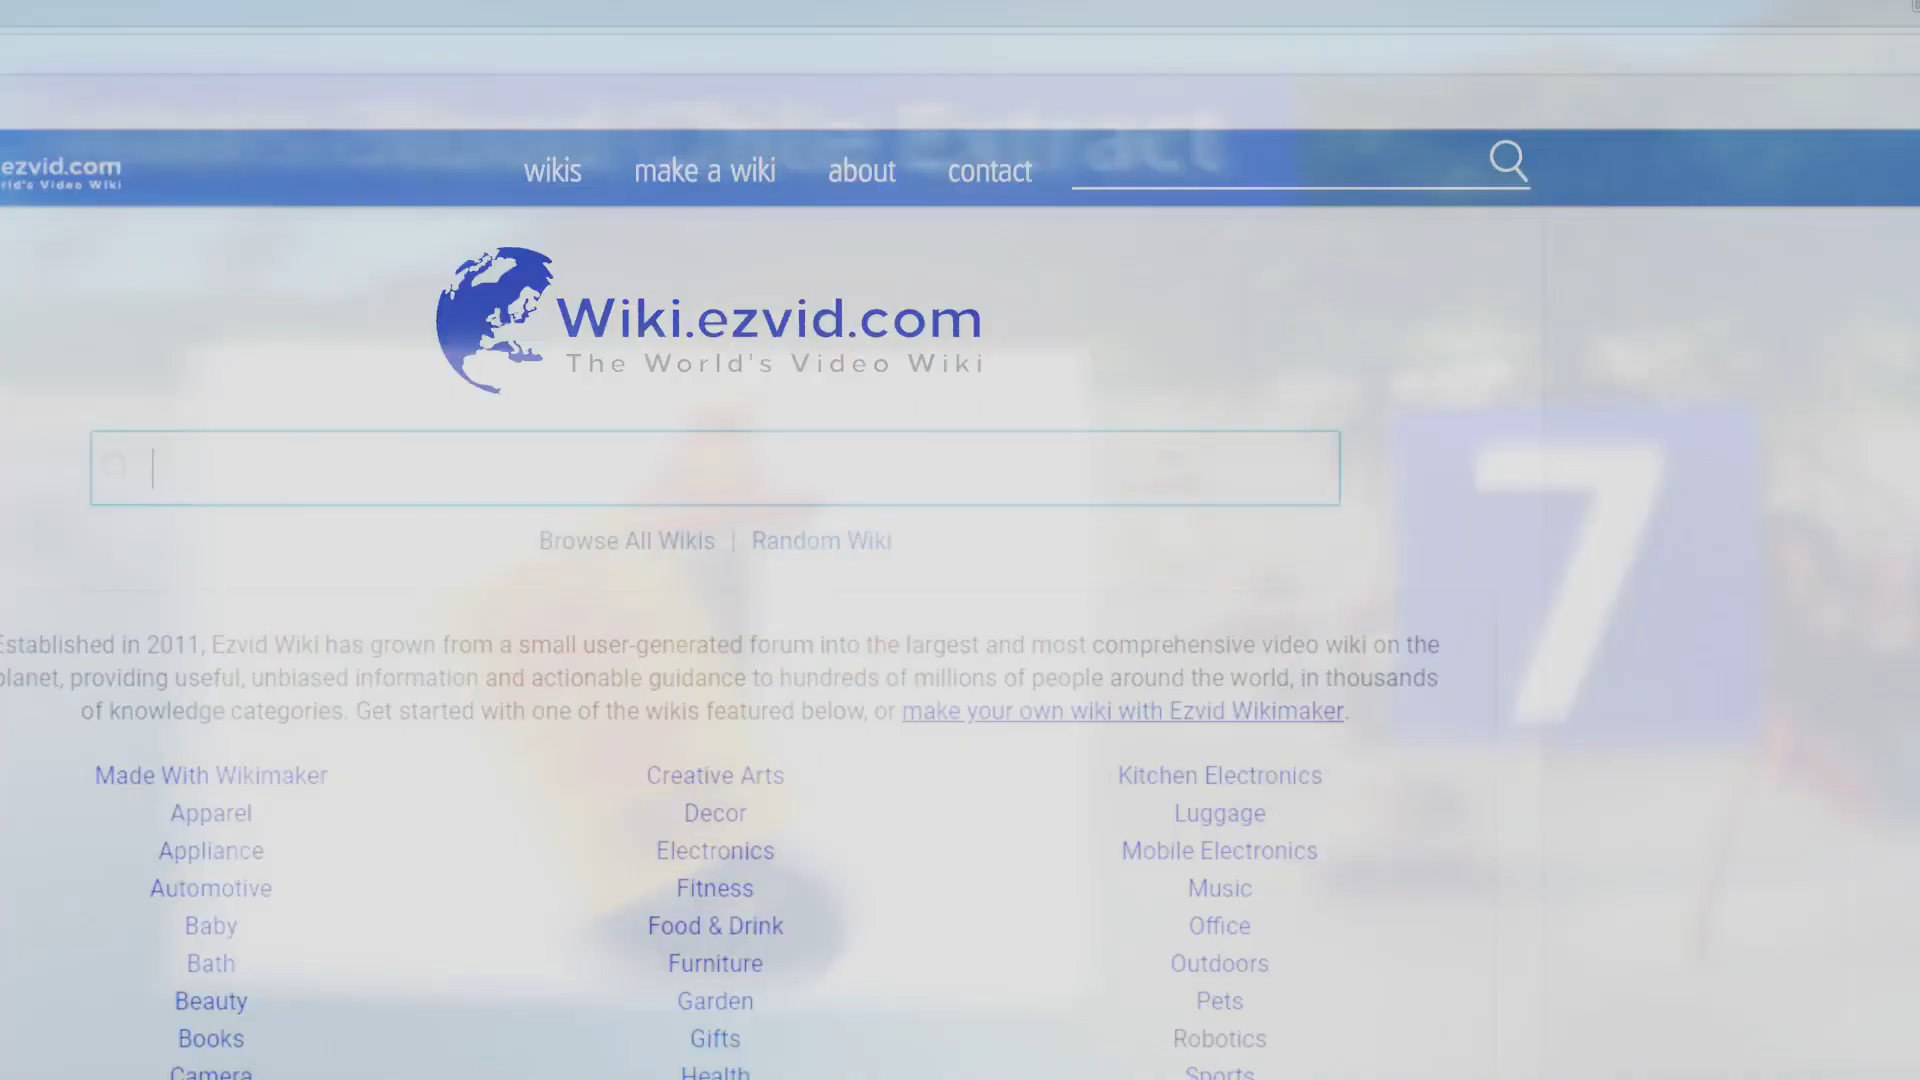 ezvid.com
wikis make a wiki about contact
Wiki.ezvid.com
The World's Video Wiki
Browse All Wikis | Random Wiki
Established in 2011, Ezvid Wiki has grown from a small user-generated forum into the largest and most comprehensive video wiki on the
planet, providing useful, unbiased information and actionable guidance to hundreds of millions of people around the world, in thousands
of knowledge categories. Get started with one of the wikis featured below, or make your own wiki with Ezvid Wikimaker.
7
Made With Wikimaker Creative Arts Kitchen Electronics
Apparel Decor Luggage
Appliance Electronics Mobile Electronics
Automotive Fitness Music
Baby Food & Drink Office
Bath Furniture Outdoors
Beauty Garden Pets
Books Gifts Robotics
Camera Health Sports